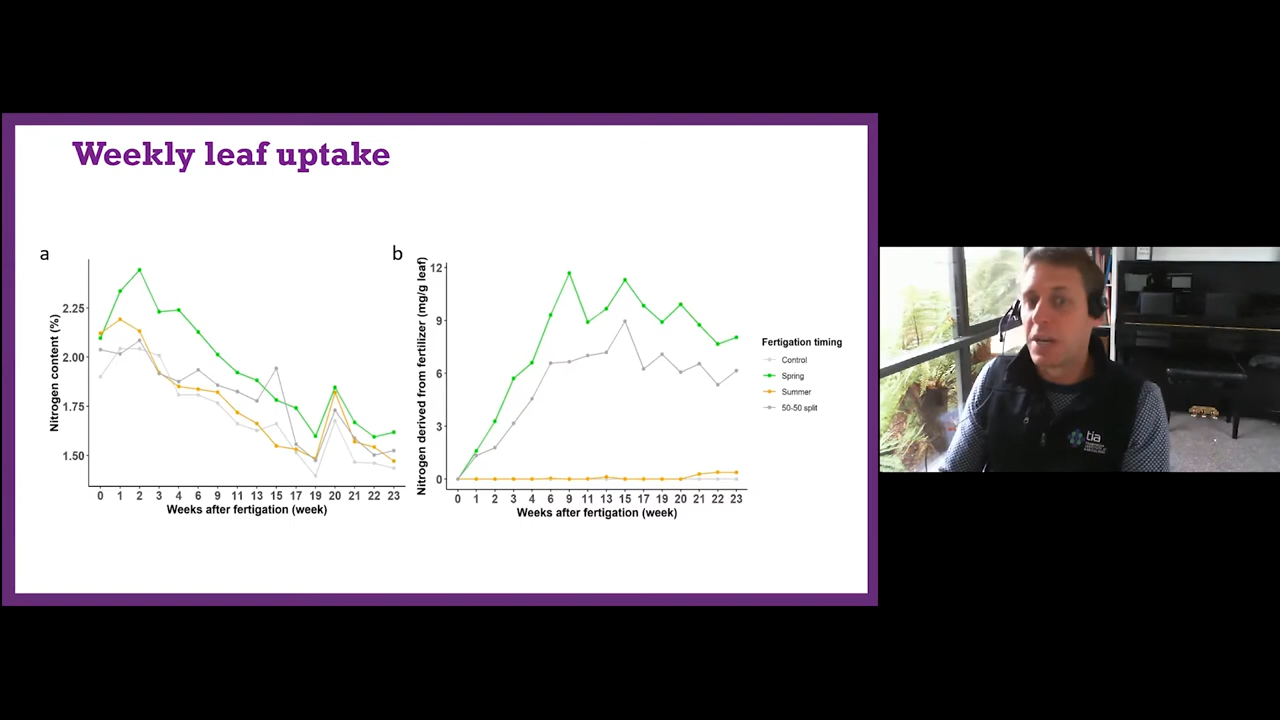 Weekly leaf uptake
a
Nitrogen content (%)
2.25
2.00
1.75
1.50
0 1 2 3 4 6 9 11 13 15 17 19 20 21 22 23
Weeks after fertigation (week)
b
Nitrogen derived from fertilizer (mg/g leaf)
12
9
6
3
0
0 1 2 3 4 6 9 11 13 15 17 19 20 21 22 23
Weeks after fertigation (week)
Fertigation timing
Control
Spring
Summer
50-50 split
tia